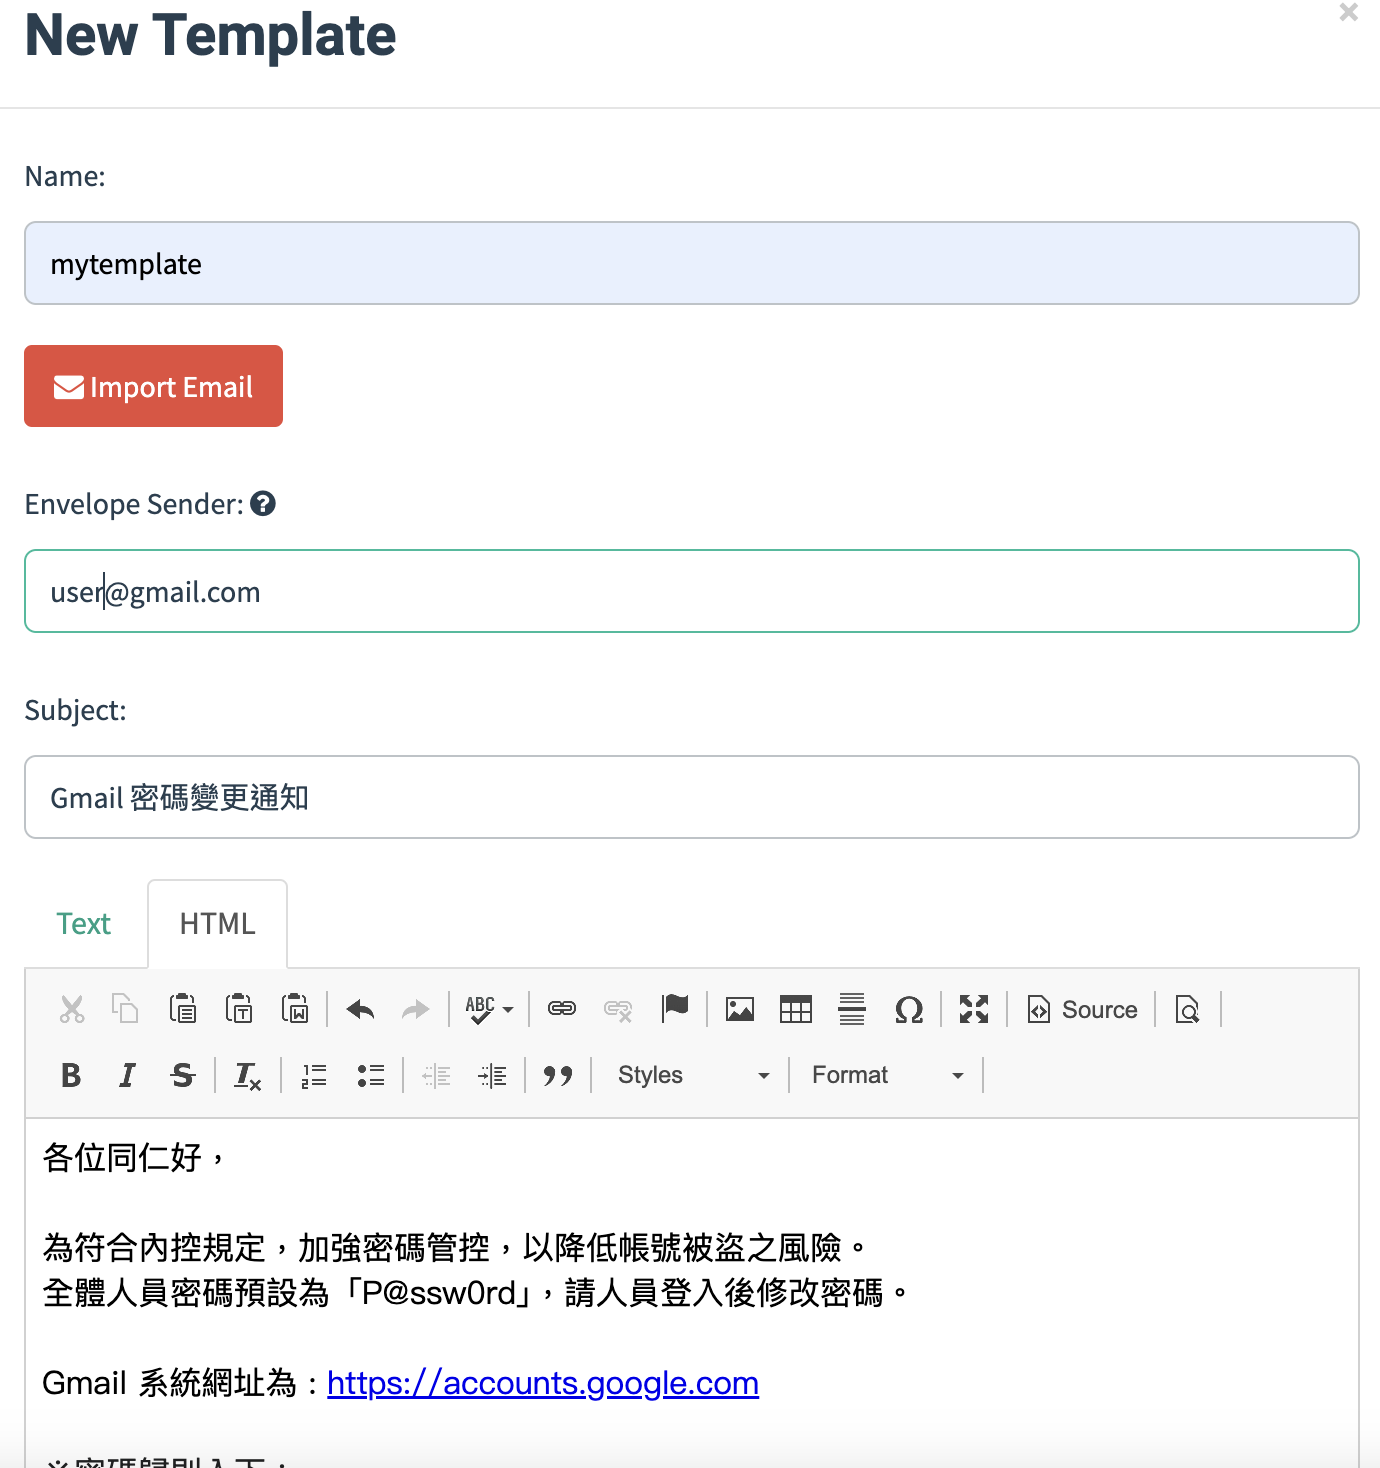 New Template
×
Name:
mytemplate
Import Email
Envelope Sender:
user@gmail.com
Subject:
Gmail 密碼變更通知
Text HTML
ABC Source
B I S Styles Format
各位同仁好，
為符合內控規定，加強密碼管控，以降低帳號被盜之風險。
全體人員密碼預設為「P@ssw0rd」，請人員登入後修改密碼。
Gmail 系統網址為：https://accounts.google.com